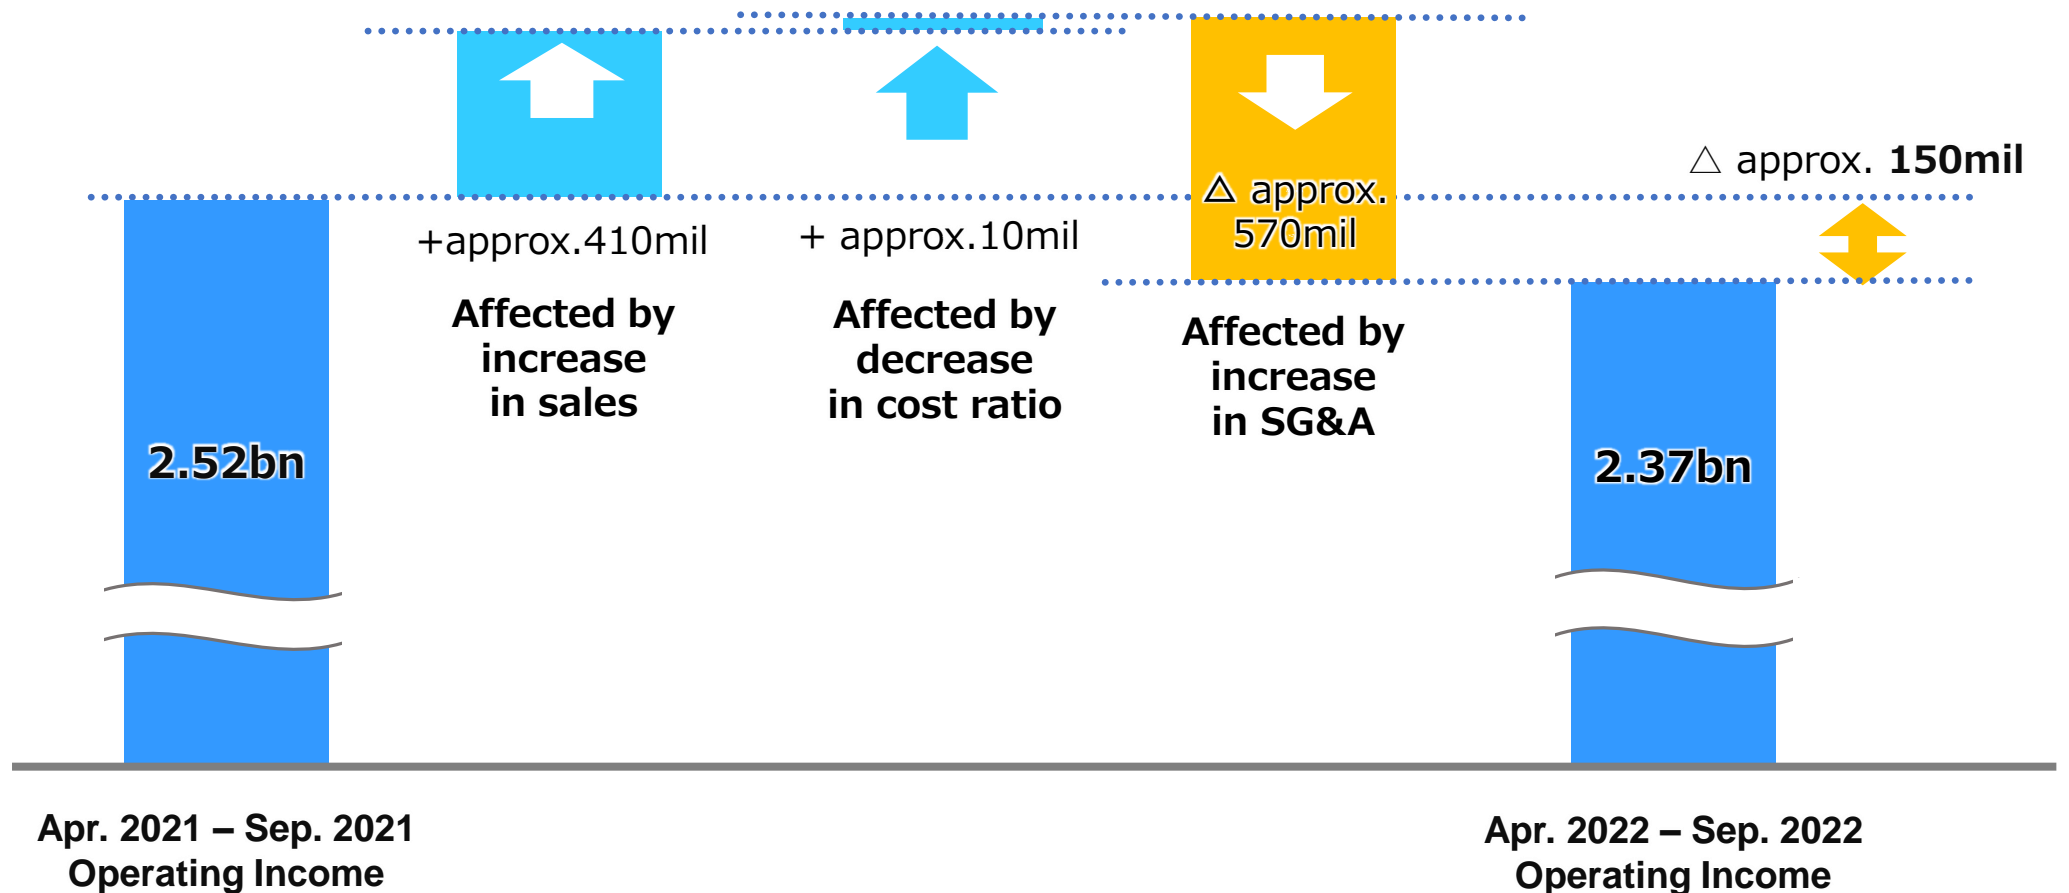 △ approx. 150mil
△ approx.
570mil
+approx.410mil
+ approx.10mil
Affected by
increase
in sales
Affected by
decrease
in cost ratio
Affected by
increase
in SG&A
2.52bn
2.37bn
Apr. 2021 – Sep. 2021
Operating Income
Apr. 2022 – Sep. 2022
Operating Income